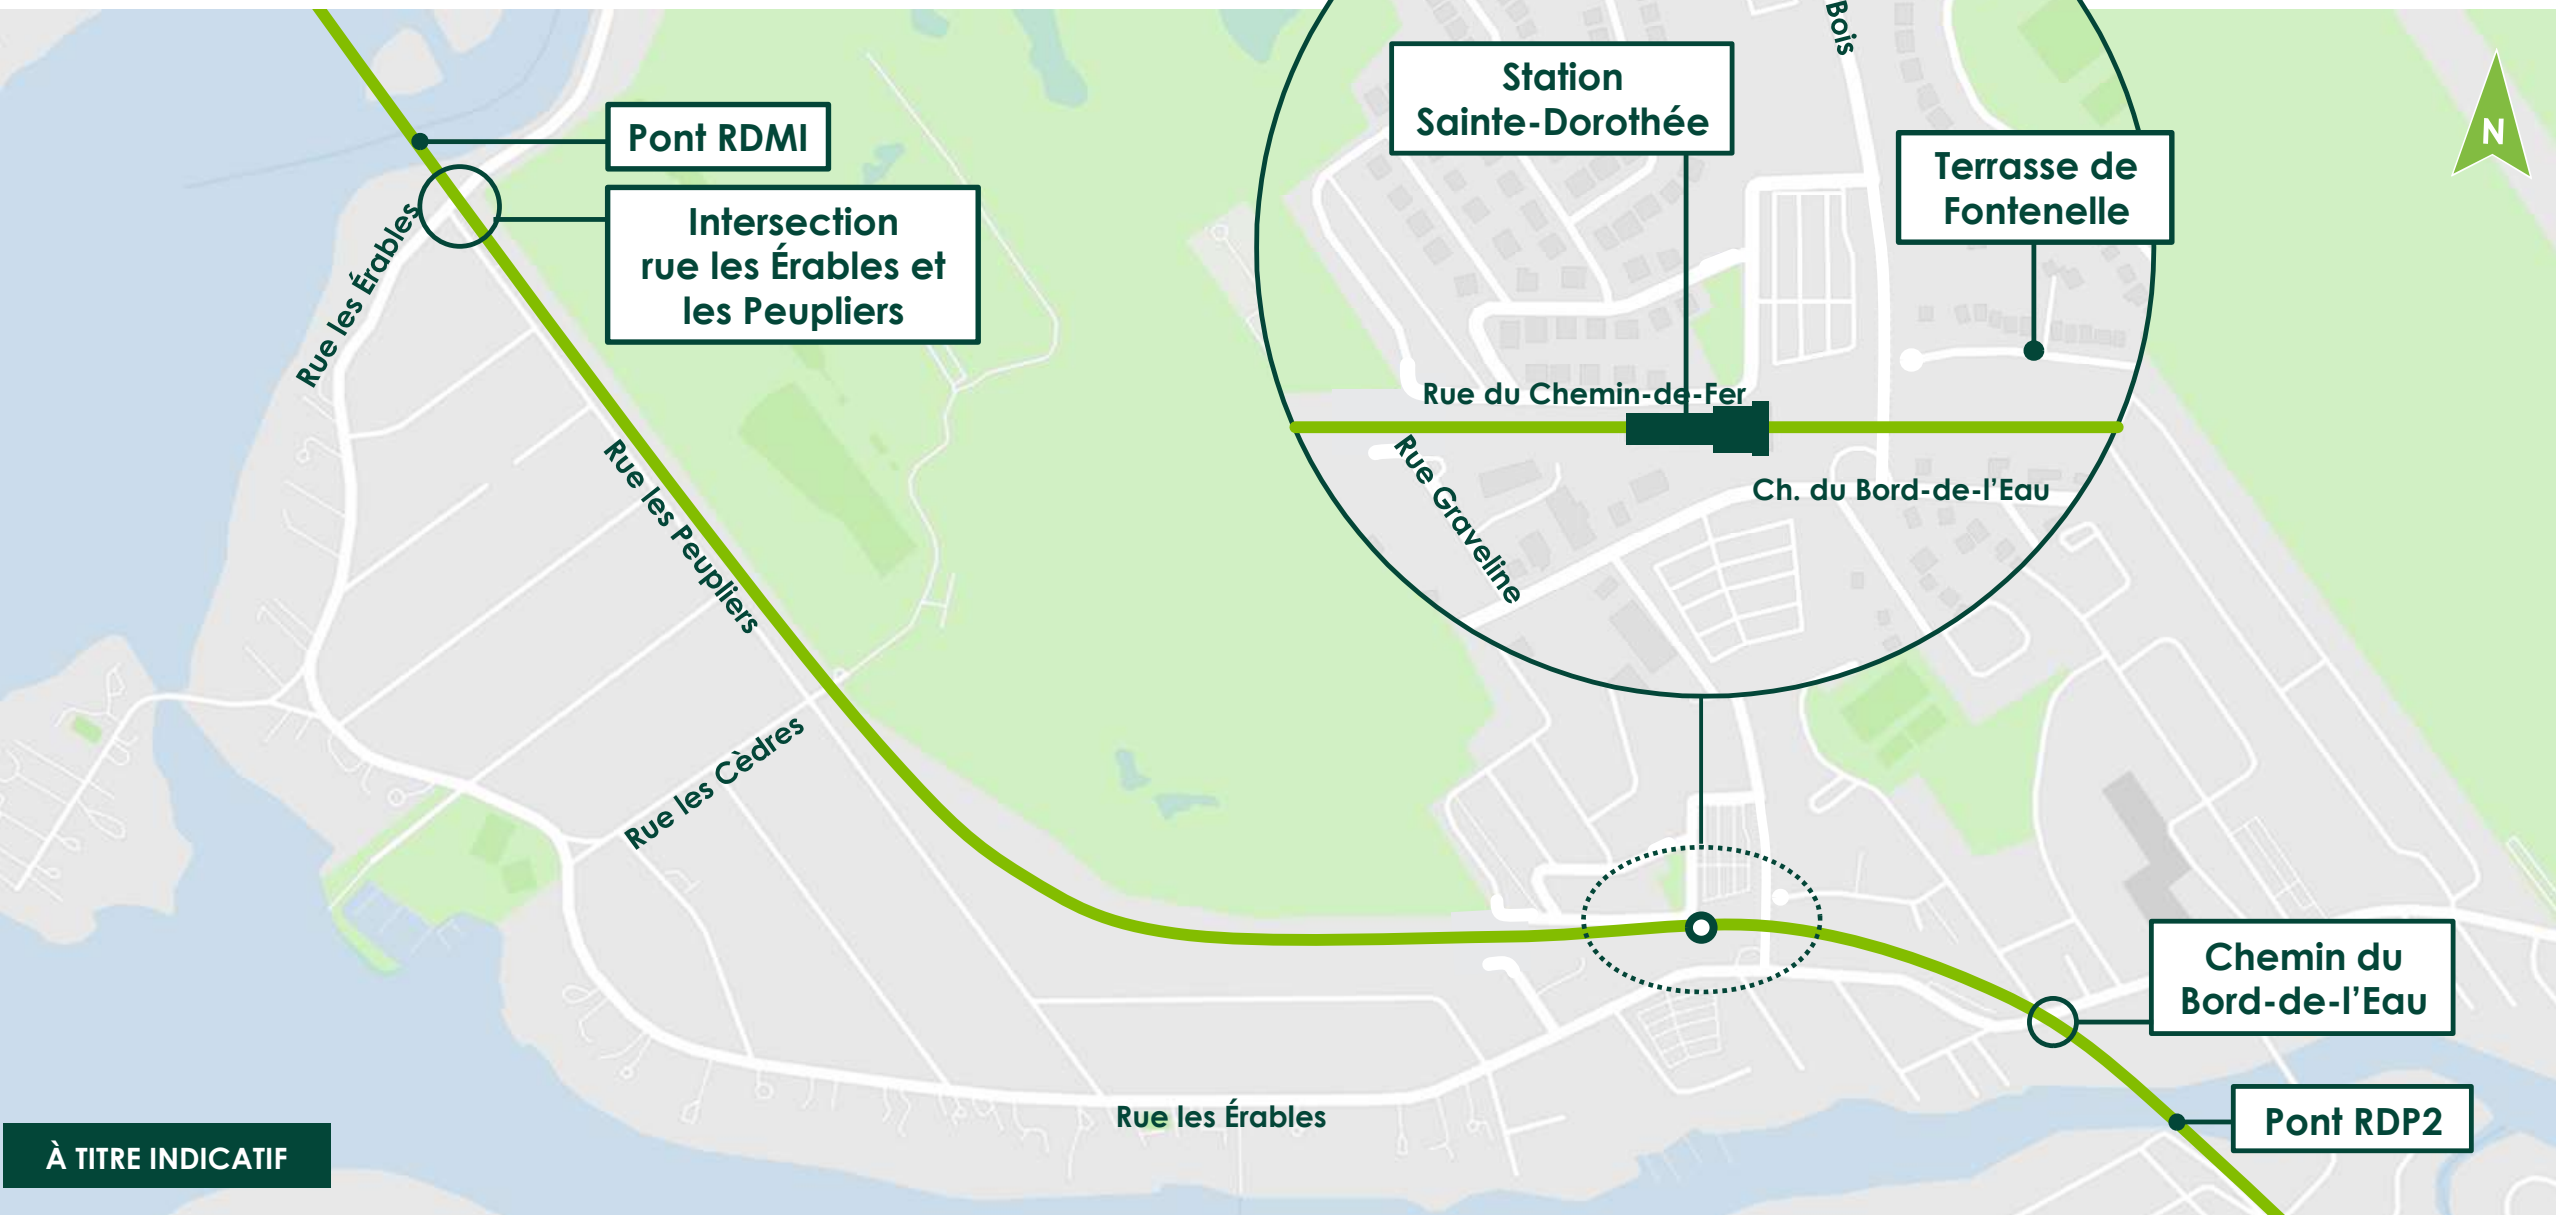 Bois
Station
Sainte-Dorothée
Pont RDMI
N
Terrasse de
Fontenelle
Intersection
rue les Érables et
les Peupliers
Rue les Érables
Rue du Chemin-de-Fer
Rue les Peupliers
Rue Graveline
Ch. du Bord-de-l'Eau
Rue les Cèdres
Chemin du
Bord-de-l'Eau
Rue les Érables
Pont RDP2
À TITRE INDICATIF